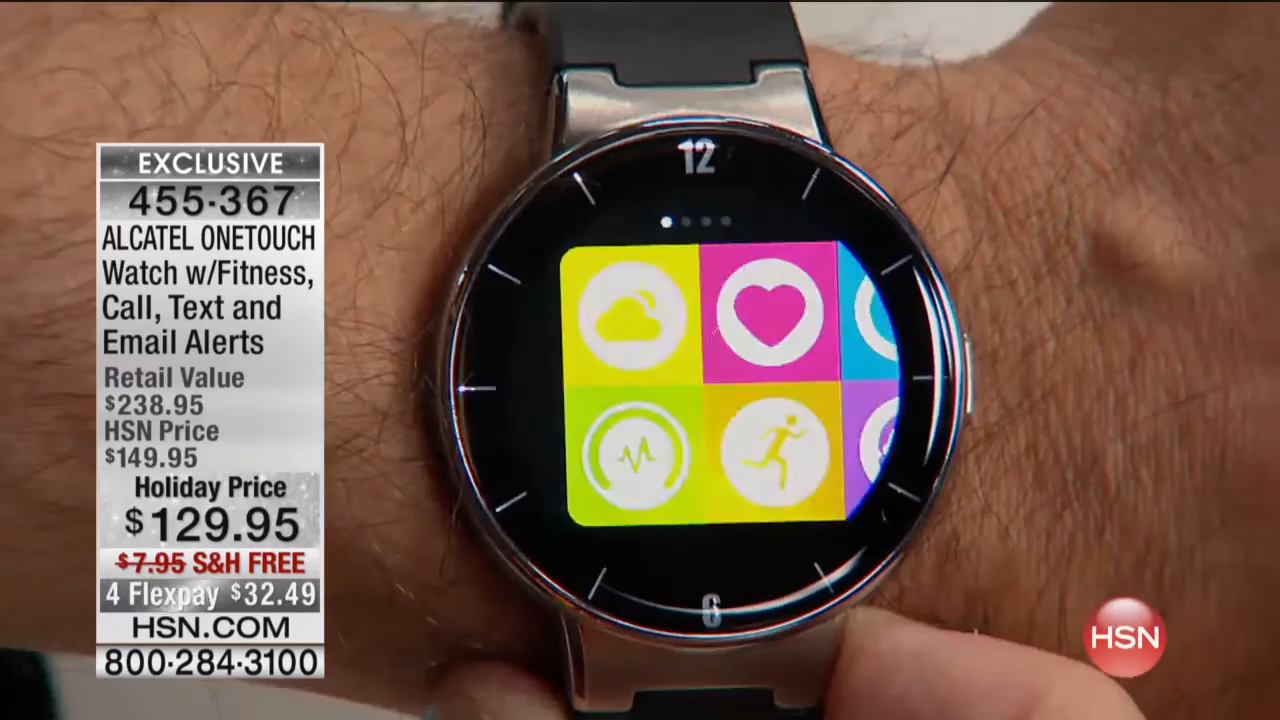 EXCLUSIVE
455-367
ALCATEL ONETOUCH
Watch w/Fitness,
Call, Text and
Email Alerts
Retail Value
$238.95
HSN Price
$149.95
Holiday Price
$129.95
$7.95 S&H FREE
4 Flexpay $32.49
HSN.COM
800-284-3100
12
6
HSN